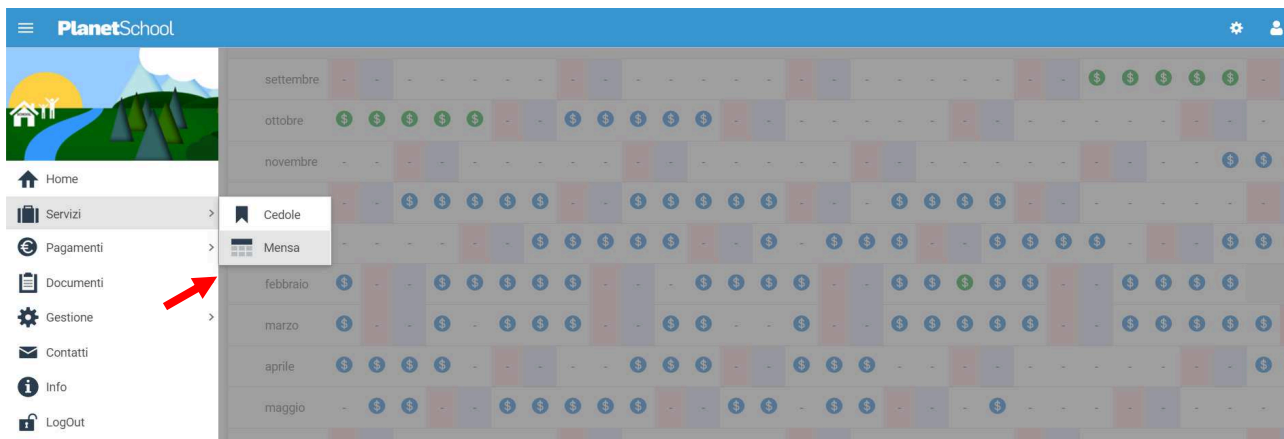 PlanetSchool
Home
Servizi
Pagamenti
Documenti
Gestione
Contatti
Info
LogOut
Cedole
Mensa
settembre
ottobre
novembre
febbraio
marzo
aprile
maggio